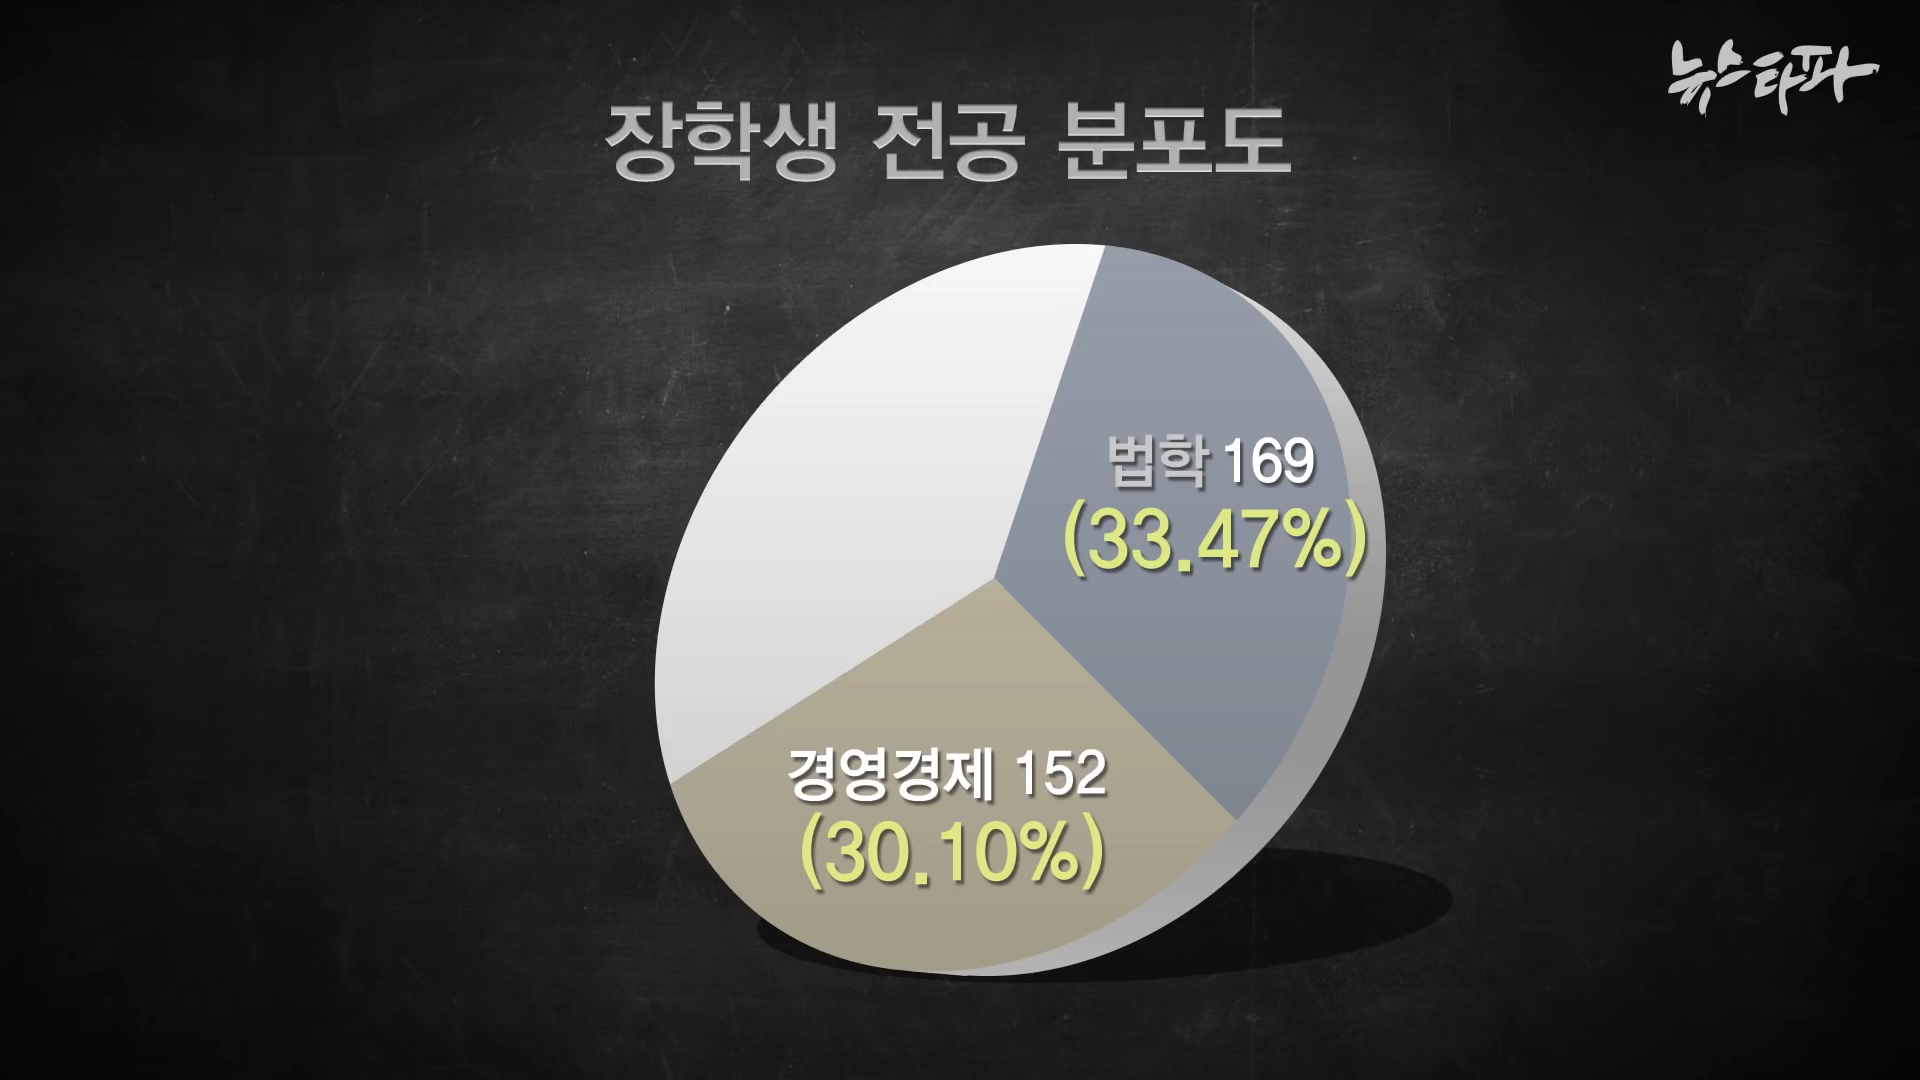 뉴스타파
장학생 전공 분포도
법학 169
(33.47%)
경영경제 152
(30.10%)